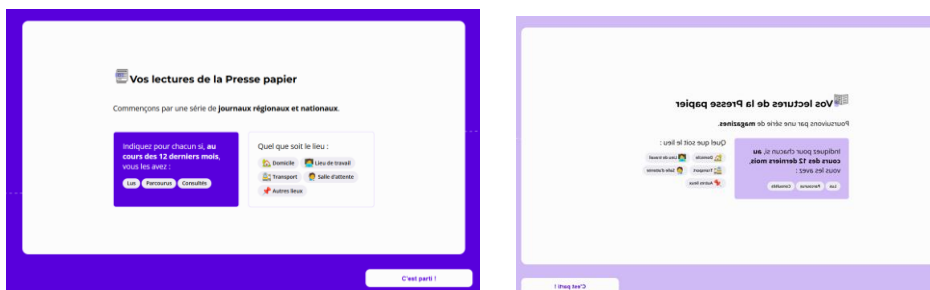 Vos lectures de la Presse papier
Commençons par une série de journaux régionaux et nationaux.
Indiquez pour chacun si, au
cours des 12 derniers mois,
vous les avez :
Lus Parcourus Consultés
Quel que soit le lieu :
Domicile Lieu de travail
Transport Salle d'attente
Autres lieux
C'est parti !
Vos lectures de la Presse papier
Poursuivons par une série de magazines.
Indiquez pour chacun si, au
cours des 12 derniers mois,
vous les avez :
Lus Parcourus Consultés
Quel que soit le lieu :
Domicile Lieu de travail
Transport Salle d'attente
Autres lieux
C'est parti !